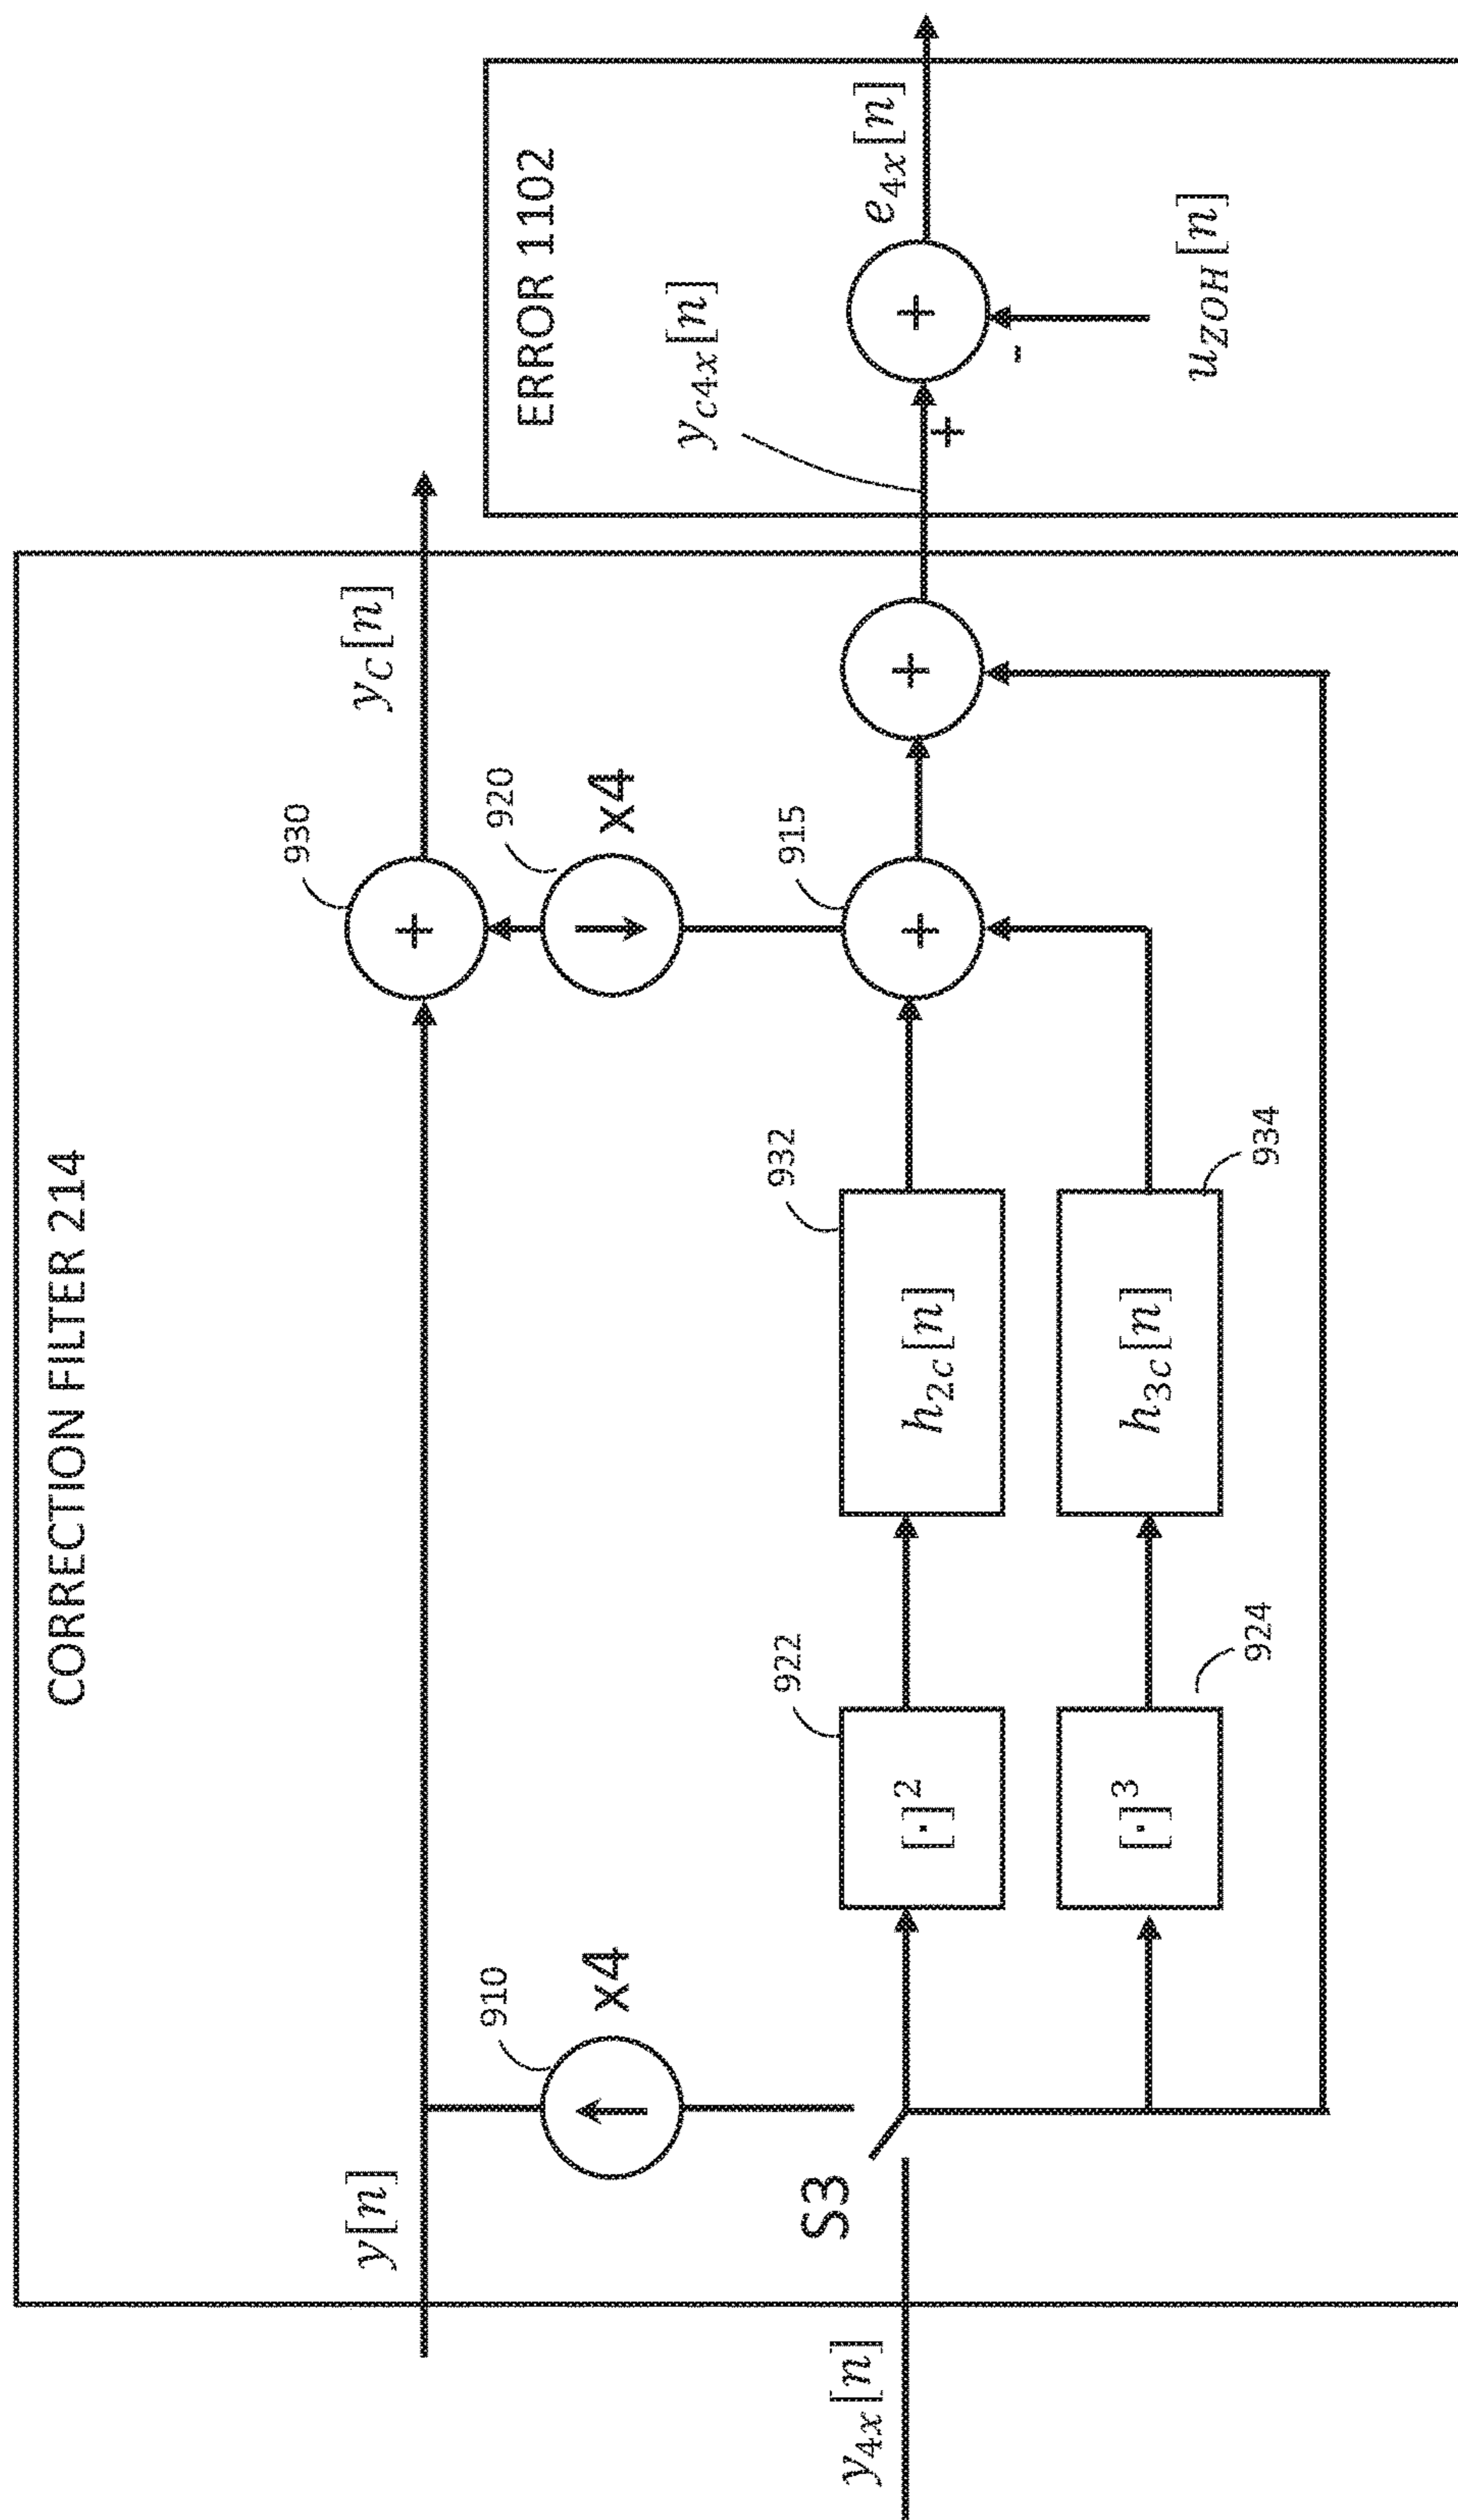 CORRECTION FILTER 214
ERROR 1102
y[n]
930
y_C[n]
910
x4
920
x4
y_{c4x}[n]
S3
922
932
915
e_{4x}[n]
y_{4x}[n]
[·]^2
h_{2c}[n]
+
+
+
+
+
-
[·]^3
h_{3c}[n]
u_{ZOH}[n]
924
934